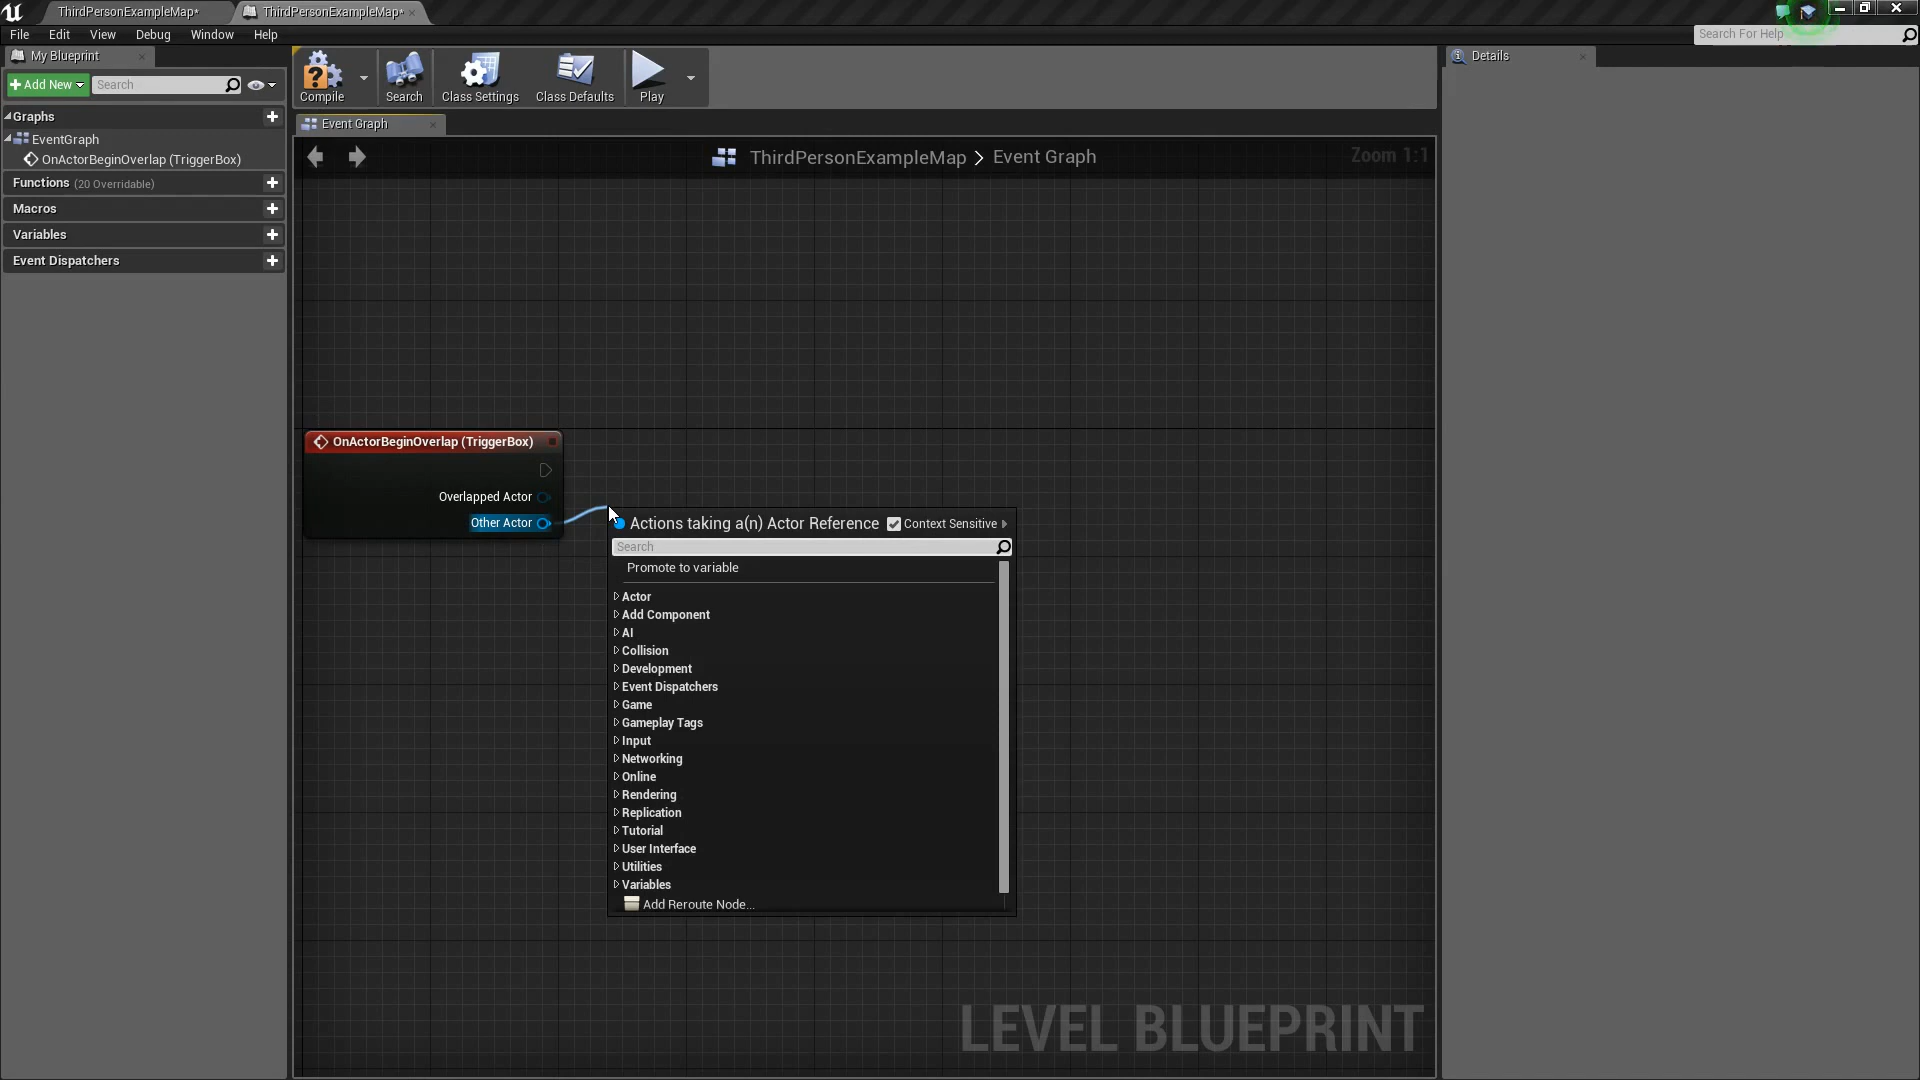 ThirdPersonExampleMap*
ThirdPersonExampleMap*
File Edit View Debug Window Help
Search For Help
My Blueprint
Add New
Search
Compile
Search
Class Settings
Class Defaults
Play
Details
Graphs
EventGraph
OnActorBeginOverlap (TriggerBox)
Functions (20 Overridable)
Macros
Variables
Event Dispatchers
Event Graph
ThirdPersonExampleMap > Event Graph
Zoom 1:1
OnActorBeginOverlap (TriggerBox)
Overlapped Actor
Other Actor
Actions taking a(n) Actor Reference
Context Sensitive
Search
Promote to variable
Actor
Add Component
AI
Collision
Development
Event Dispatchers
Game
Gameplay Tags
Input
Networking
Online
Rendering
Replication
Tutorial
User Interface
Utilities
Variables
Add Reroute Node...
LEVEL BLUEPRINT